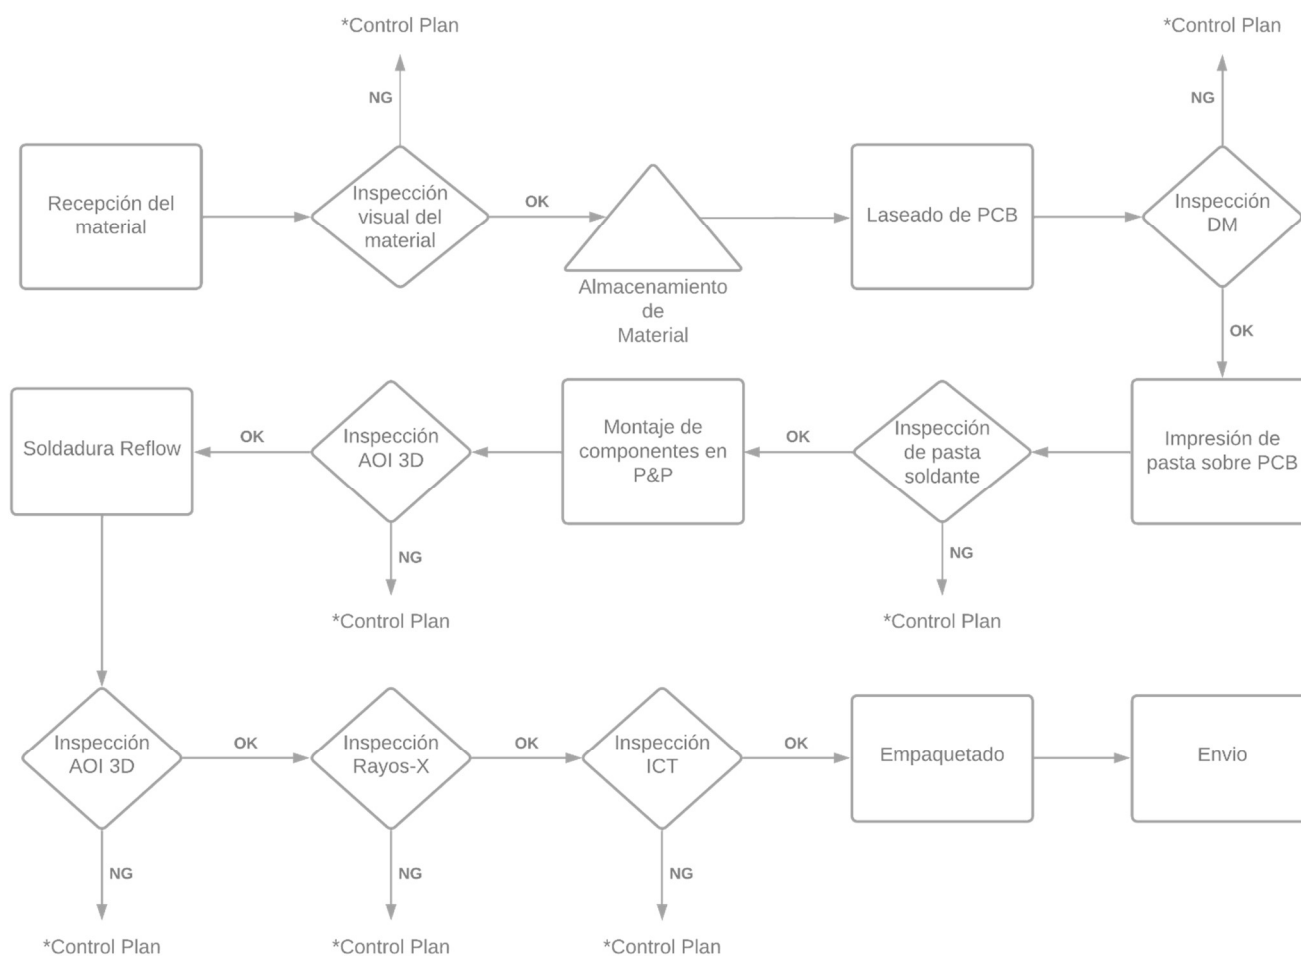 *Control Plan
*Control Plan
NG
NG
Recepción del
material
Inspección
visual del
material
OK
Almacenamiento
de
Material
Laseado de PCB
Inspección
DM
OK
Impresión de
pasta sobre PCB
Inspección
de pasta
soldante
OK
Montaje de
componentes en
P&P
Inspección
AOI 3D
OK
Soldadura Reflow
NG
*Control Plan
NG
*Control Plan
Inspección
AOI 3D
OK
Inspección
Rayos-X
OK
Inspección
ICT
OK
Empaquetado
Envio
NG
NG
NG
*Control Plan
*Control Plan
*Control Plan